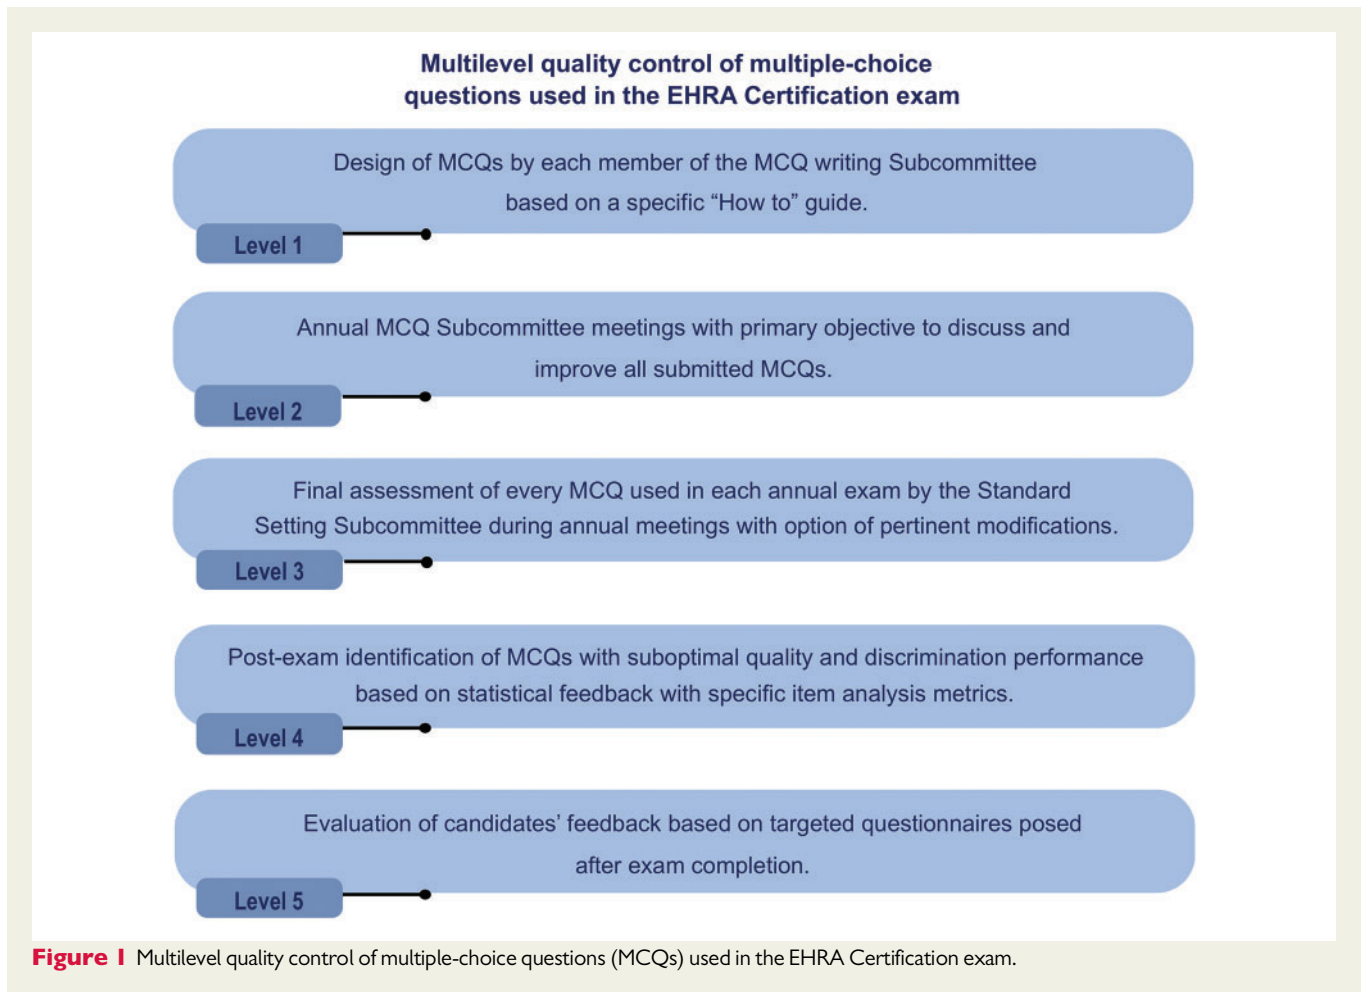 Multilevel quality control of multiple-choice
questions used in the EHRA Certification exam
Design of MCQs by each member of the MCQ writing Subcommittee
based on a specific “How to” guide.
Level 1
Annual MCQ Subcommittee meetings with primary objective to discuss and
improve all submitted MCQs.
Level 2
Final assessment of every MCQ used in each annual exam by the Standard
Setting Subcommittee during annual meetings with option of pertinent modifications.
Level 3
Post-exam identification of MCQs with suboptimal quality and discrimination performance
based on statistical feedback with specific item analysis metrics.
Level 4
Evaluation of candidates’ feedback based on targeted questionnaires posed
after exam completion.
Level 5
Figure 1 Multilevel quality control of multiple-choice questions (MCQs) used in the EHRA Certification exam.